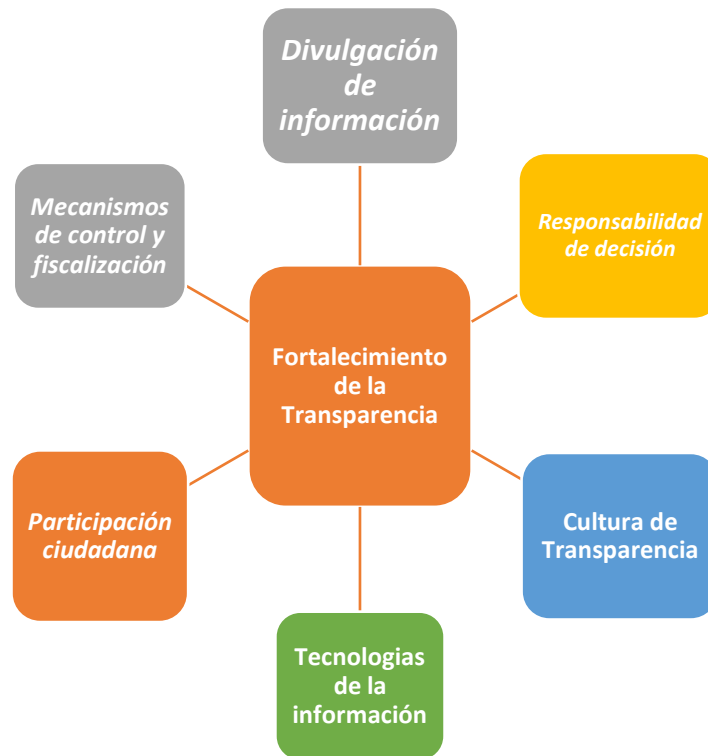 Divulgación
de
información
Mecanismos
de control y
fiscalización
Responsabilidad
de decisión
Fortalecimiento
de la
Transparencia
Participación
ciudadana
Cultura de
Transparencia
Tecnologias
de la
información